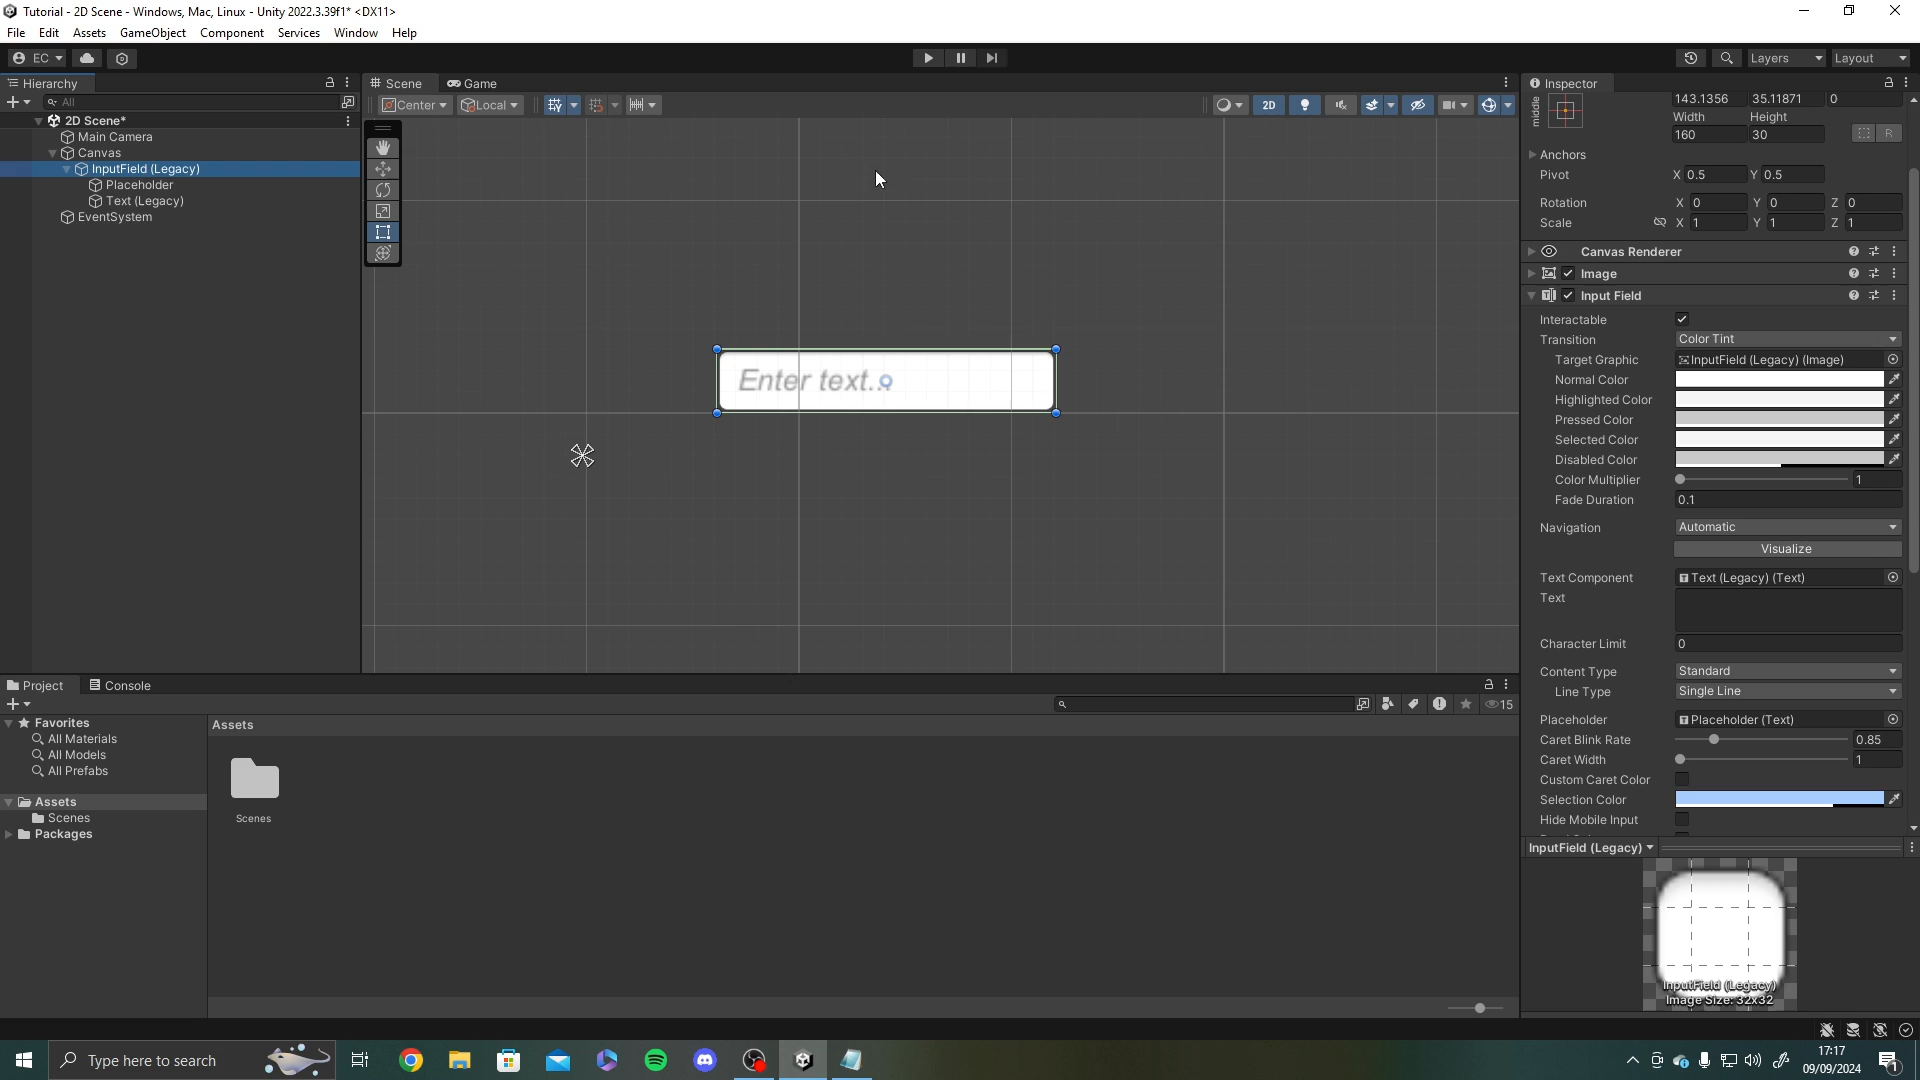 Tutorial - 2D Scene - Windows, Mac, Linux - Unity 2022.3.39f1* <DX11>
File Edit Assets GameObject Component Services Window Help
EC Layers Layout
Hierarchy
All
2D Scene*
Main Camera
Canvas
InputField (Legacy)
Placeholder
Text (Legacy)
EventSystem
Scene Game
Center Local 2D
Enter text...
Inspector
middle
143.1356 35.11871 0
Width Height
160 30 R
Anchors
Pivot X 0.5 Y 0.5
Rotation X 0 Y 0 Z 0
Scale X 1 Y 1 Z 1
Canvas Renderer
Image
Input Field
Interactable
Transition Color Tint
Target Graphic InputField (Legacy) (Image)
Normal Color
Highlighted Color
Pressed Color
Selected Color
Disabled Color
Color Multiplier 1
Fade Duration 0.1
Navigation Automatic
Visualize
Text Component Text (Legacy) (Text)
Text
Character Limit 0
Content Type Standard
Line Type Single Line
Placeholder Placeholder (Text)
Caret Blink Rate 0.85
Caret Width 1
Custom Caret Color
Selection Color
Hide Mobile Input
InputField (Legacy)
InputField (Legacy)
Image Size: 32x32
Project Console
15
Favorites
All Materials
All Models
All Prefabs
Assets
Scenes
Packages
Assets
Scenes
Type here to search
17:17
09/09/2024
1